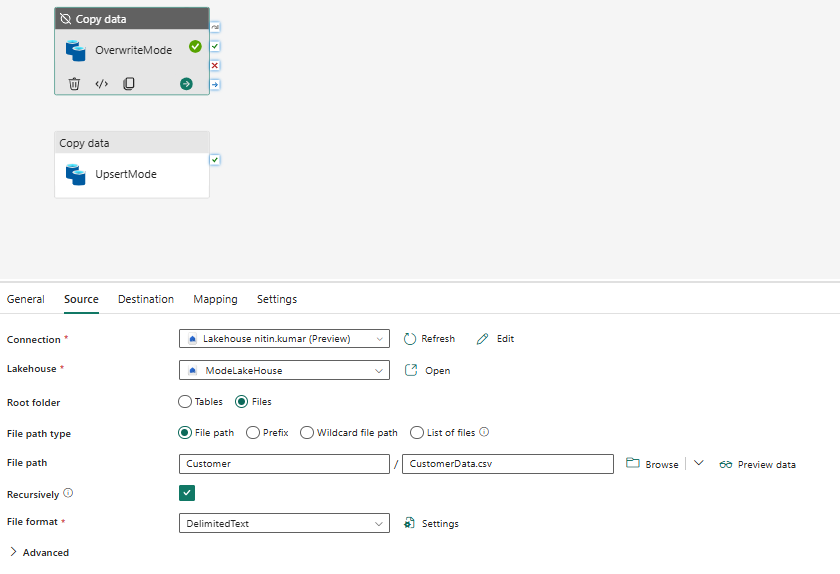 Copy data
OverwriteMode
Copy data
UpsertMode
General Source Destination Mapping Settings
Connection * Lakehouse nitin.kumar (Preview) Refresh Edit
Lakehouse * ModeLakeHouse Open
Root folder Tables Files
File path type File path Prefix Wildcard file path List of files
File path Customer / CustomerData.csv Browse Preview data
Recursively
File format * DelimitedText Settings
Advanced